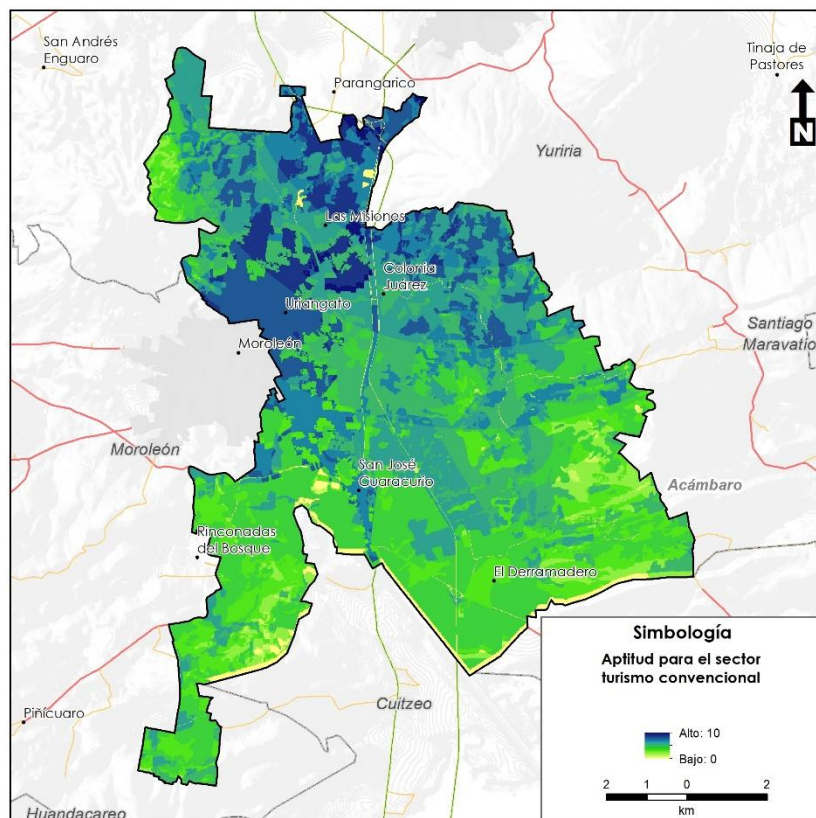 San Andrés
Enguaro
Tinaja de
Pastores
Parangarico
N
Yuriria
Las Misiones
Colonia
Juárez
Uriangato
Santiago
Maravatío
Moroleón
Moroleón
San José
Cuaracurio
Acámbaro
Rinconadas
del Bosque
El Derramadero
Simbología
Aptitud para el sector
turismo convencional
Piñícuaro
Cuitzeo
Alto: 10
Bajo: 0
2 1 0 2
km
Huandacareo